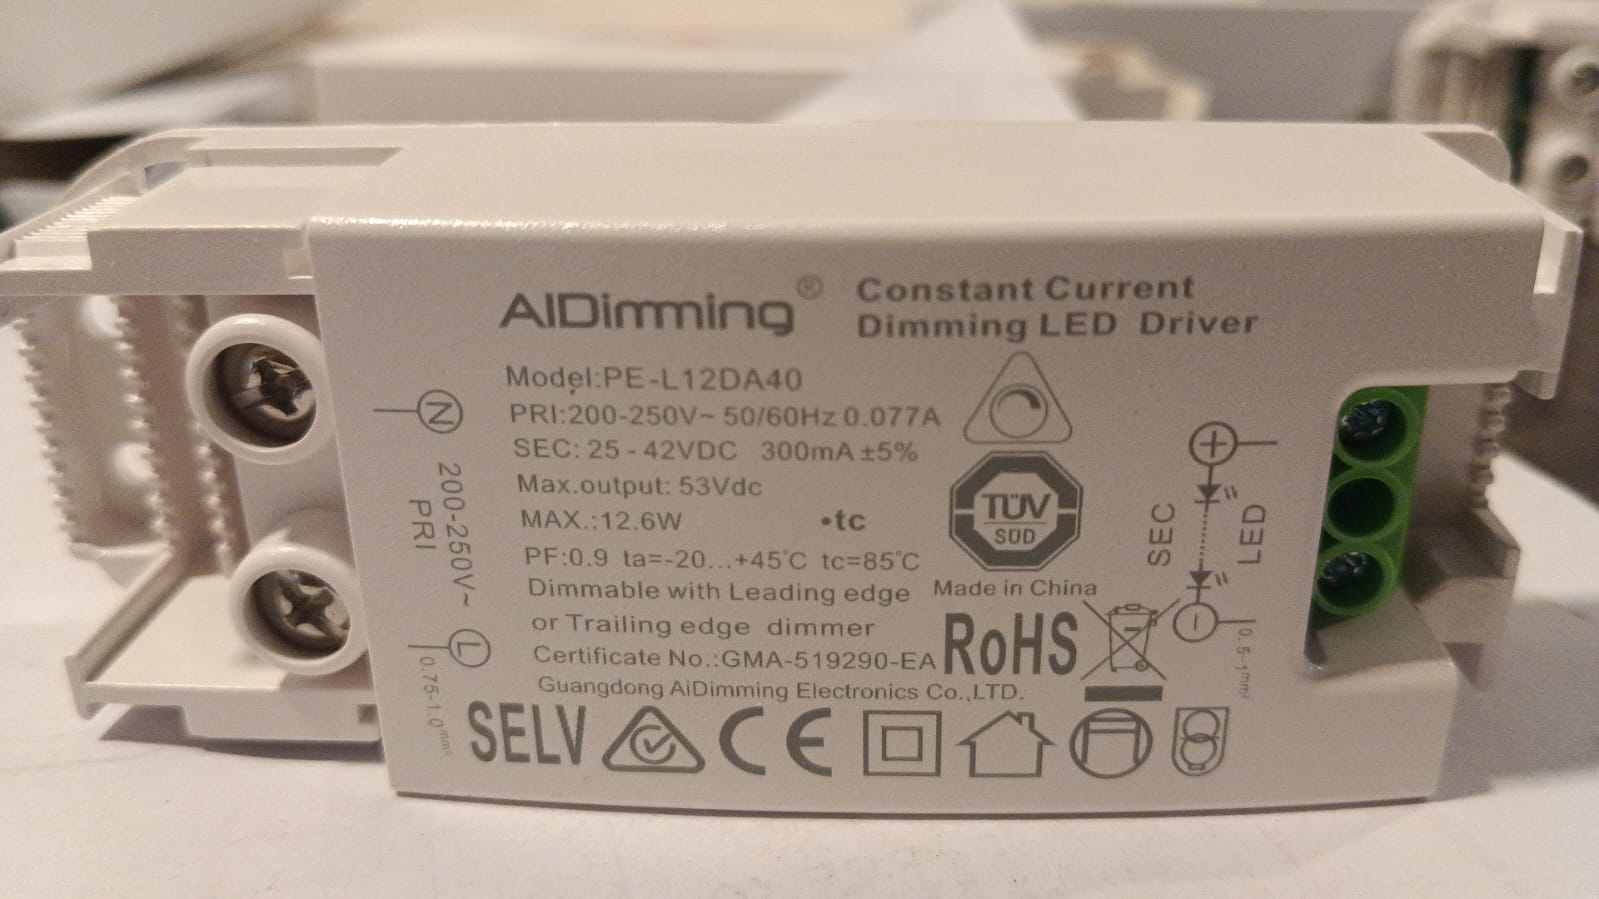 AIDimming® Constant Current
Dimming LED Driver
Model:PE-L12DA40
PRI:200-250V~ 50/60Hz 0.077A
SEC: 25 - 42VDC 300mA ±5%
Max.output: 53Vdc
MAX.:12.6W •tc
PF:0.9 ta=-20...+45℃ tc=85℃
Dimmable with Leading edge
or Trailing edge dimmer
Certificate No.:GMA-519290-EA
Guangdong AiDimming Electronics Co.,LTD.
N
200-250V~
PRI
L
0.75-1.0mm²
TÜV
SÜD
Made in China
RoHS
SELV
CE
+
SEC
LED
-
0.5-1mm²